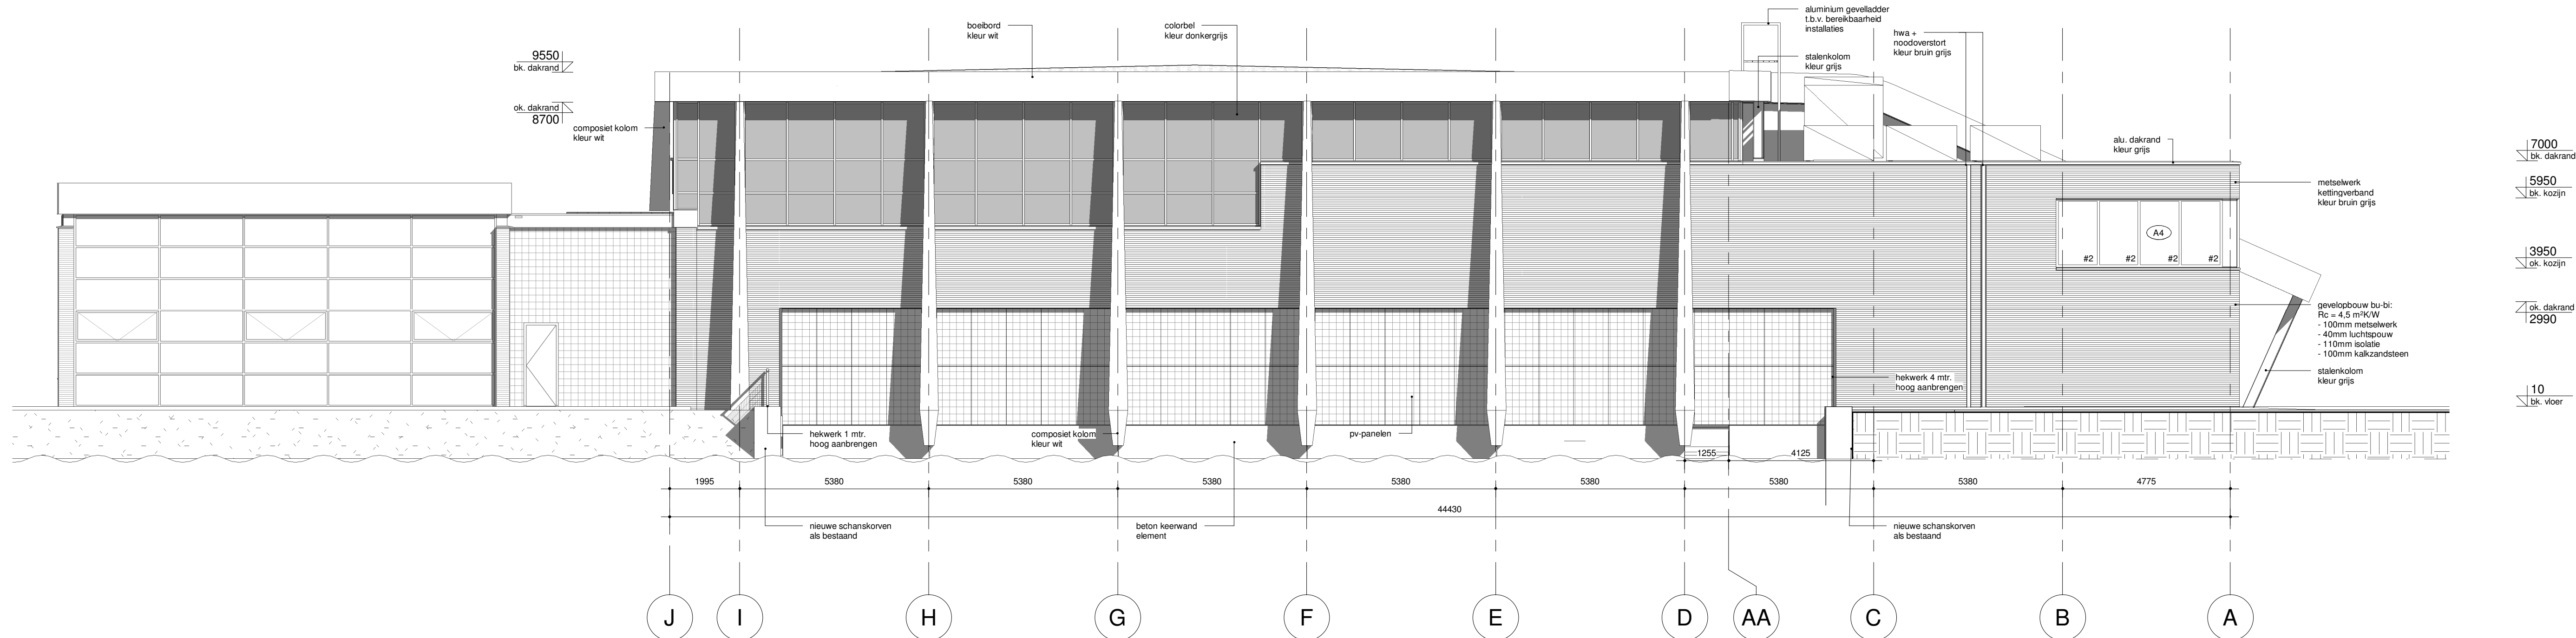 aluminium gevelladder
t.b.v. bereikbaarheid
installaties
boeibord
kleur wit
colorbel
kleur donkergrijs
hwa +
noodoverstort
kleur bruin grijs
stalenkolom
kleur grijs
9550
bk. dakrand
ok. dakrand
8700
composiet kolom
kleur wit
alu. dakrand
kleur grijs
7000
bk. dakrand
metselwerk
kettingverband
kleur bruin grijs
5950
bk. kozijn
A4
#2
#2
#2
#2
3950
ok. kozijn
gevelopbouw bu-bi:
Rc = 4,5 m²K/W
- 100mm metselwerk
- 40mm luchtspouw
- 110mm isolatie
- 100mm kalkzandsteen
ok. dakrand
2990
stalenkolom
kleur grijs
hekwerk 4 mtr.
hoog aanbrengen
10
bk. vloer
hekwerk 1 mtr.
hoog aanbrengen
composiet kolom
kleur wit
pv-panelen
1255
4125
1995
5380
5380
5380
5380
5380
5380
5380
4775
44430
nieuwe schanskorven
als bestaand
beton keerwand
element
nieuwe schanskorven
als bestaand
J
I
H
G
F
E
D
AA
C
B
A